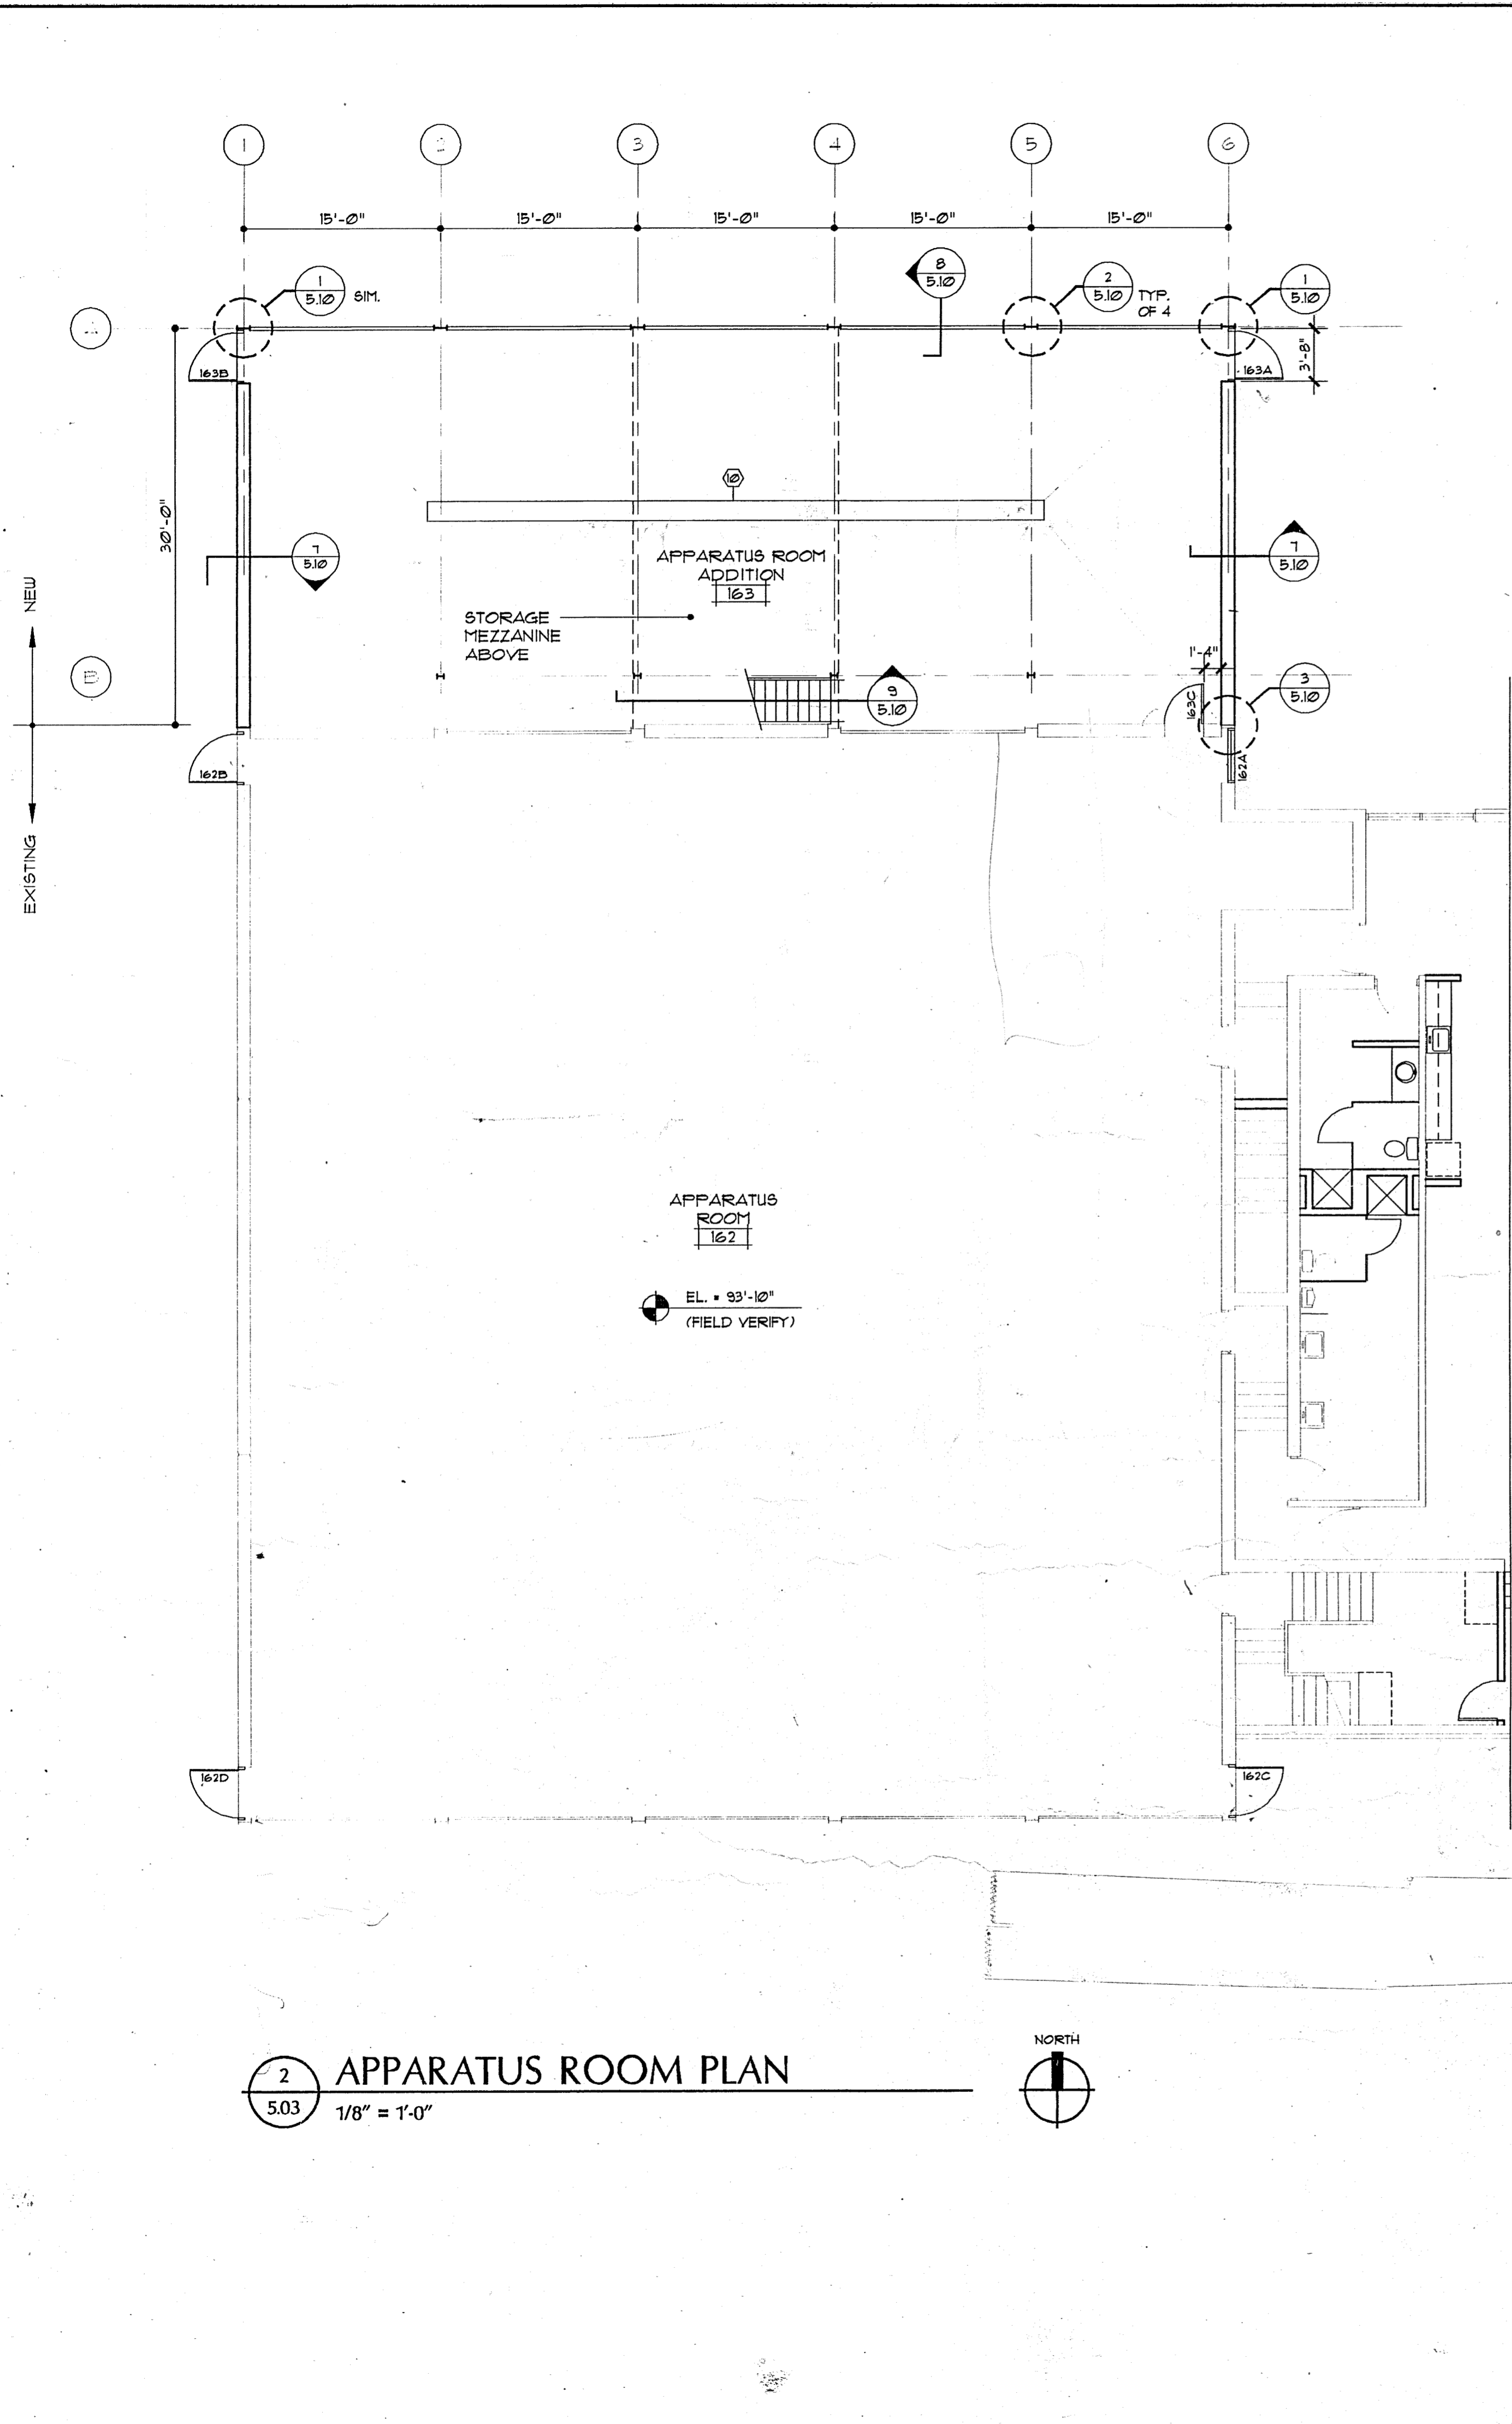 1
2
3
4
5
6
15'-0"
15'-0"
15'-0"
15'-0"
15'-0"
1
5.10
SIM.
8
5.10
2
5.10
TYP.
OF 4
1
5.10
A
163B
163A
3'-8"
30'-0"
10
7
5.10
APPARATUS ROOM
ADDITION
163
7
5.10
NEW
STORAGE
MEZZANINE
ABOVE
B
1'-4"
9
5.10
163C
3
5.10
162B
162A
EXISTING
APPARATUS
ROOM
162
EL. = 93'-10"
(FIELD VERIFY)
162D
162C
NORTH
2
5.03
APPARATUS ROOM PLAN
1/8" = 1'-0"